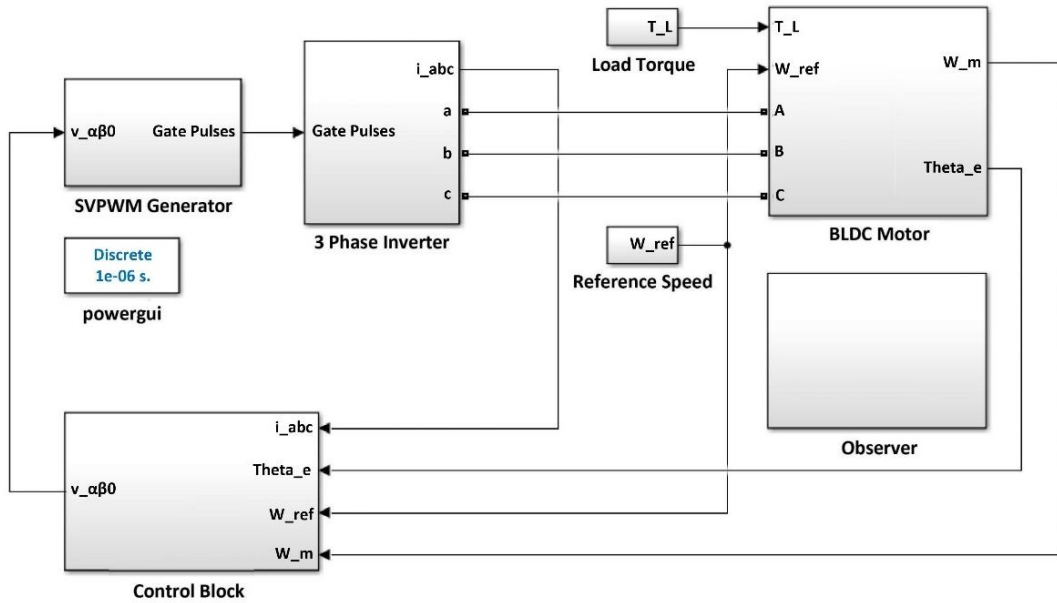 v_αβ0
Gate Pulses
SVPWM Generator
Discrete
1e-06 s.
powergui
Gate Pulses
i_abc
a
b
c
3 Phase Inverter
T_L
Load Torque
W_ref
Reference Speed
T_L
W_ref
A
B
C
W_m
Theta_e
BLDC Motor
Observer
v_αβ0
i_abc
Theta_e
W_ref
W_m
Control Block